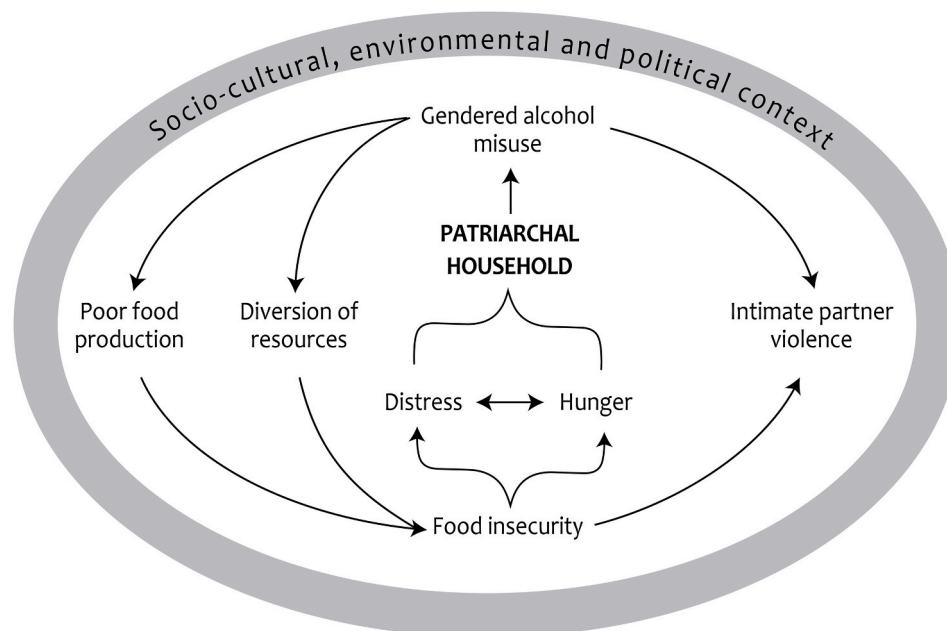 Socio-cultural, environmental and political context
Gendered alcohol
misuse
PATRIARCHAL
HOUSEHOLD
Poor food
production
Diversion of
resources
Intimate partner
violence
Distress
Hunger
Food insecurity